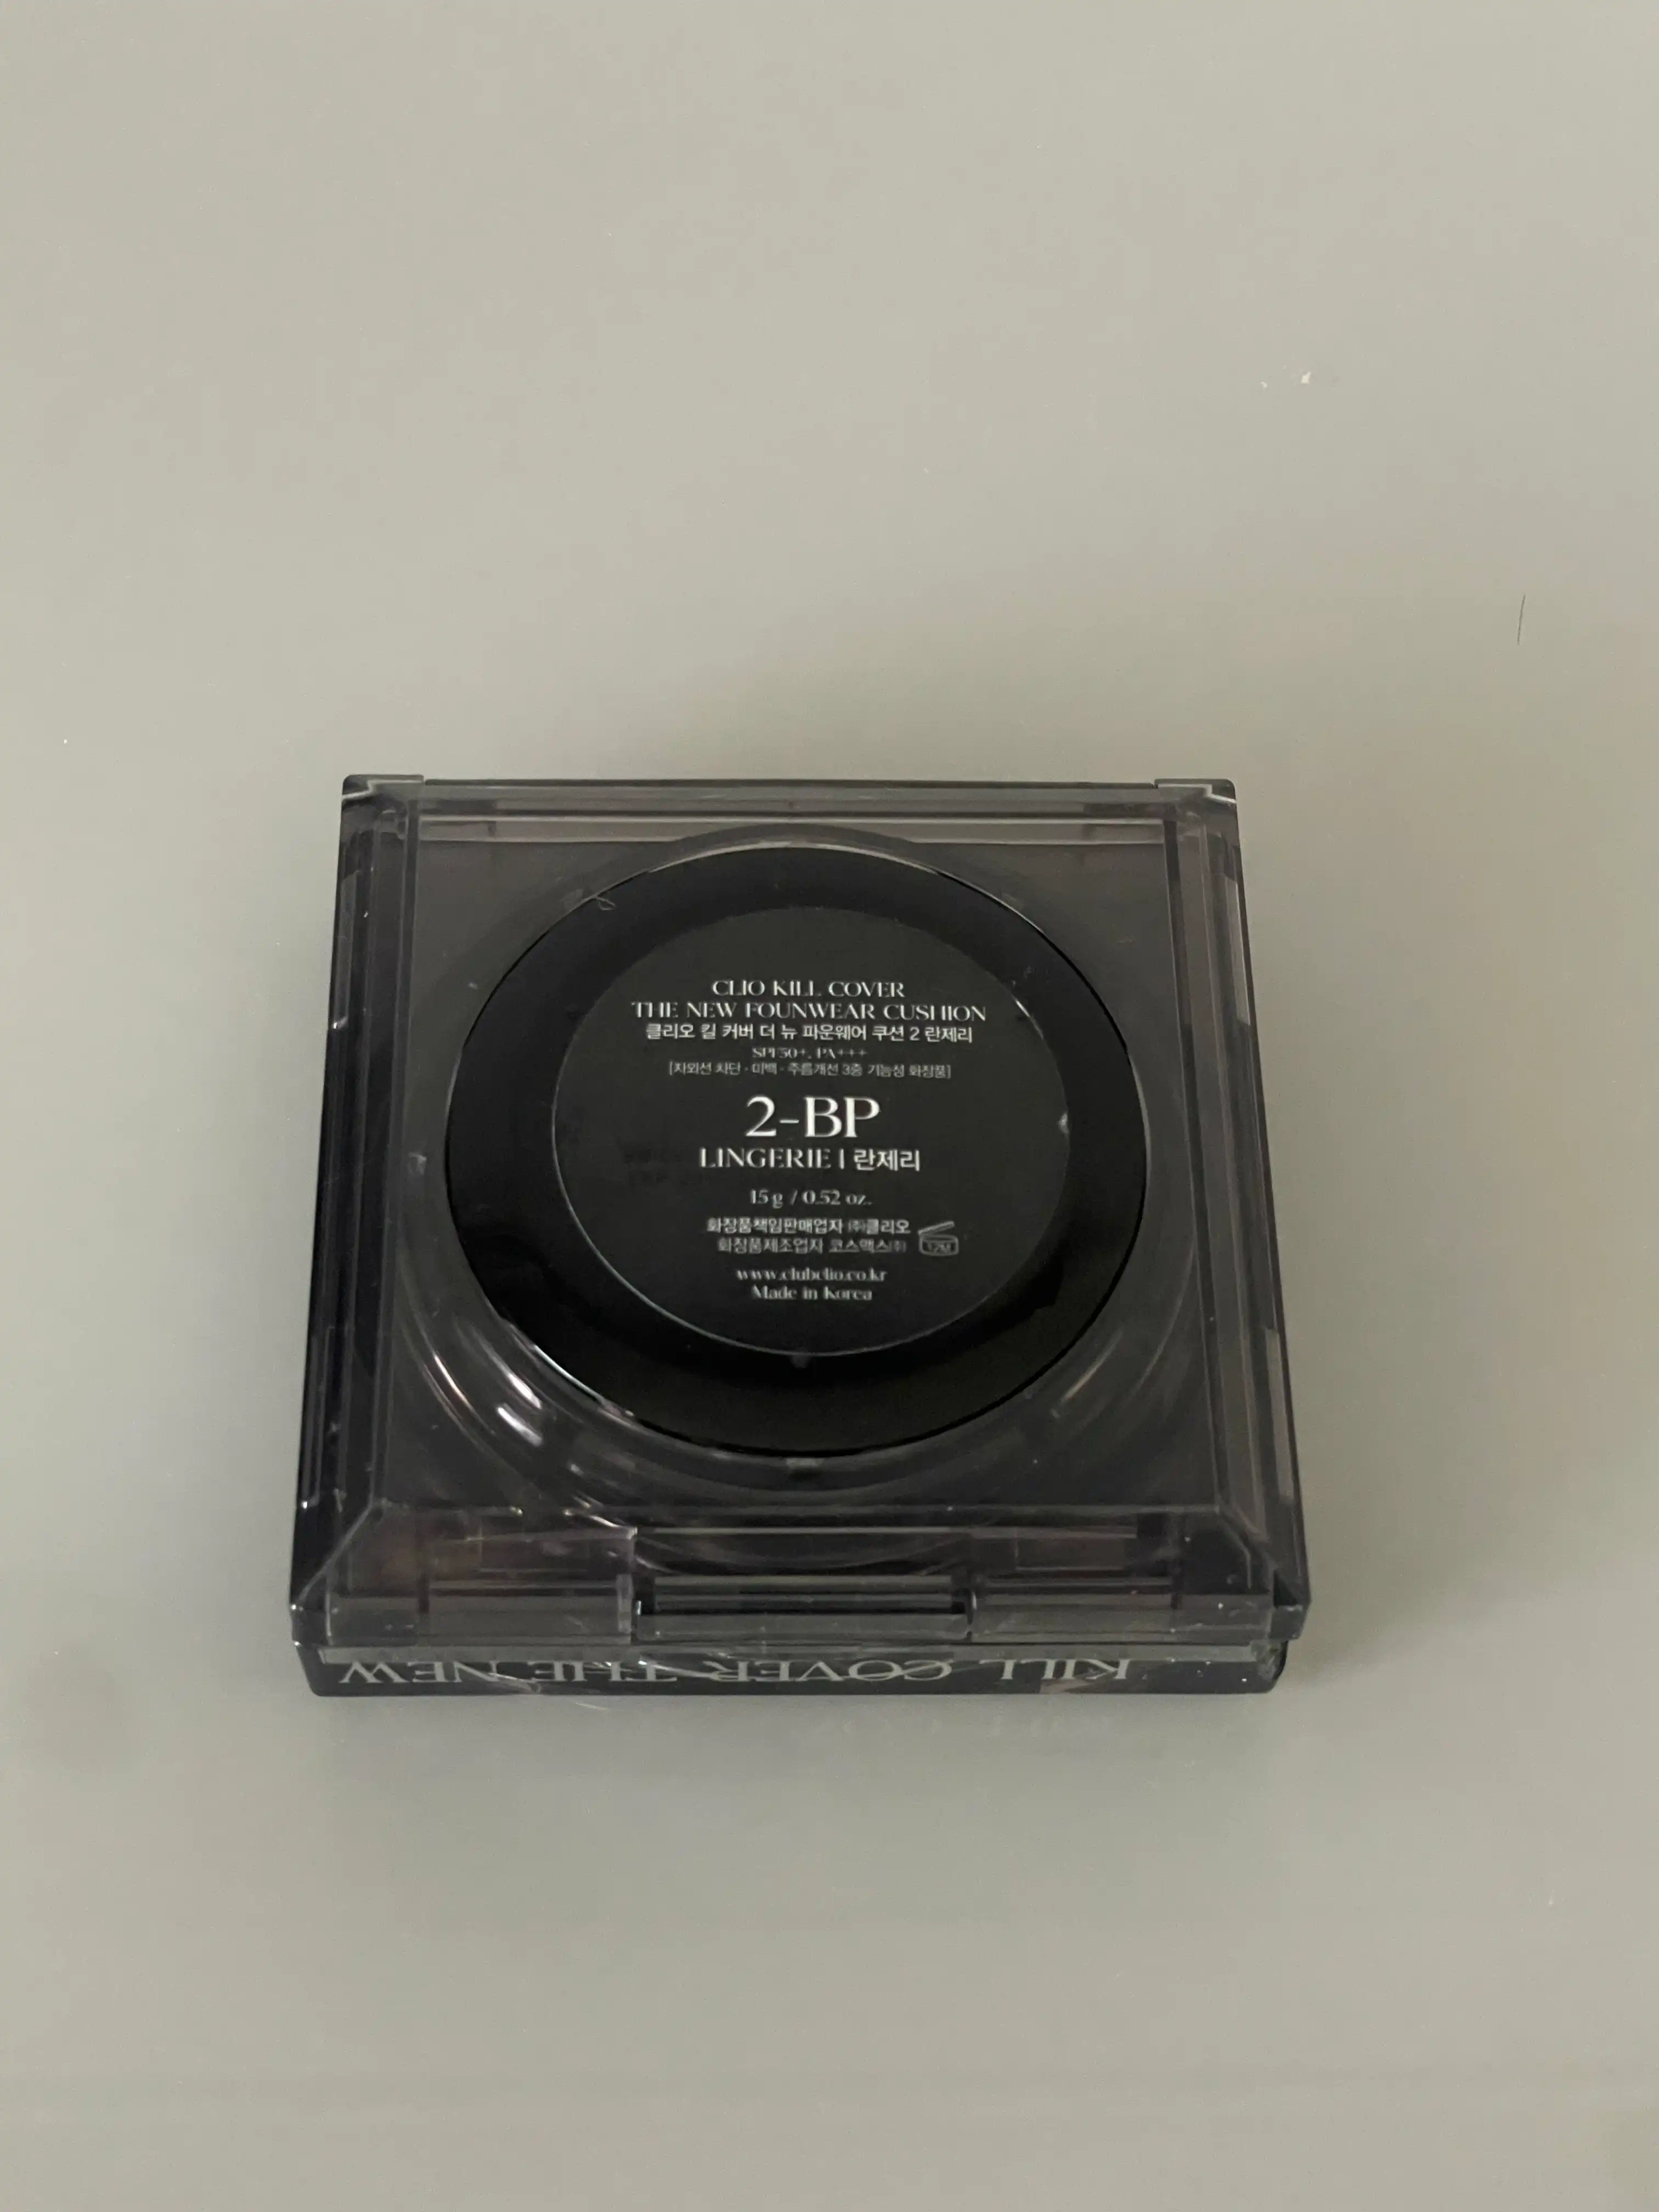 CLIO KILL COVER
THE NEW FOUNWEAR CUSHION
클리오 킬 커버 더 뉴 파운웨어 쿠션 2 란제리
SPF50+, PA+++
[자외선 차단 · 미백 · 주름개선 3중 기능성 화장품]
2-BP
LINGERIE | 란제리
15 g / 0.52 oz.
화장품책임판매업자 ㈜클리오
화장품제조업자 코스맥스㈜
12M
www.clubclio.co.kr
Made in Korea
KILL COVER THE NEW